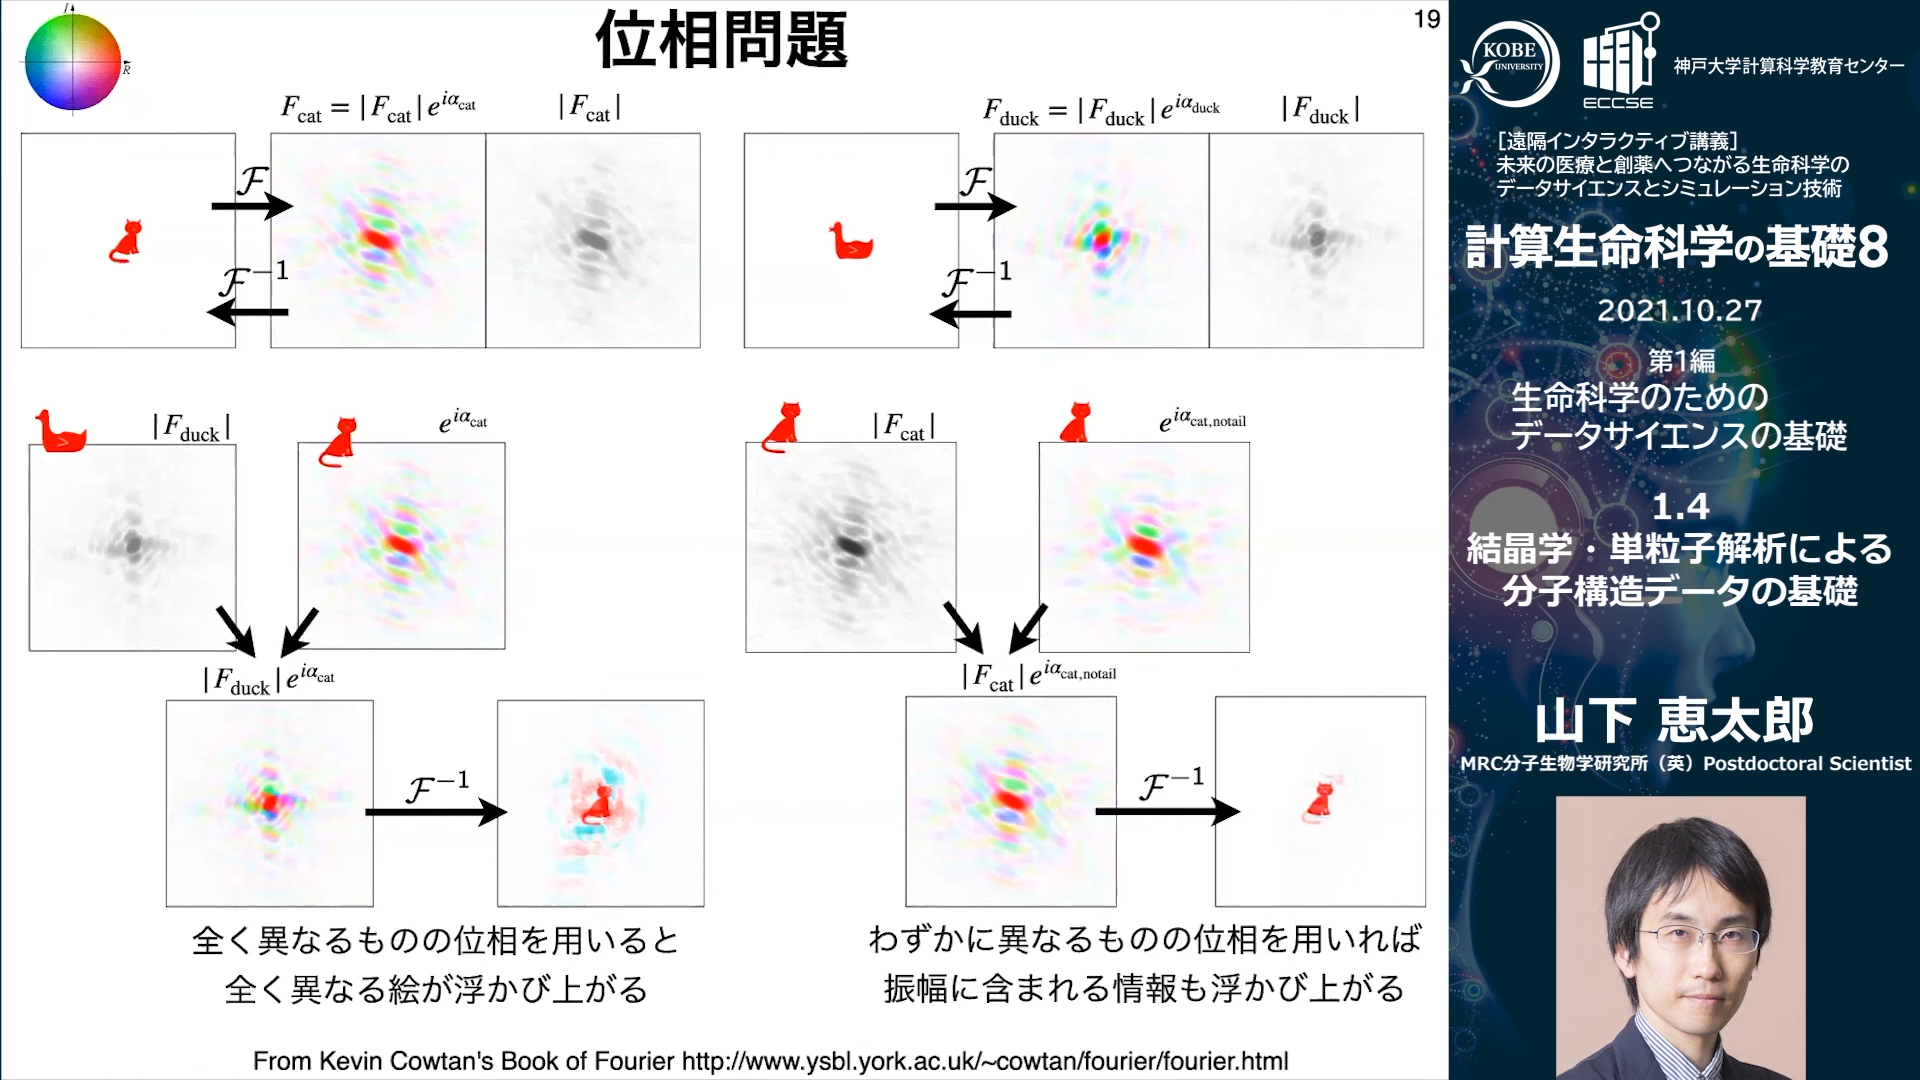 位相問題
19
I
R
F_cat = |F_cat|e^{iα_cat}
|F_cat|
F_duck = |F_duck|e^{iα_duck}
|F_duck|
ℱ
ℱ^{-1}
ℱ
ℱ^{-1}
|F_duck|
e^{iα_cat}
|F_cat|
e^{iα_cat,notail}
|F_duck|e^{iα_cat}
|F_cat|e^{iα_cat,notail}
ℱ^{-1}
ℱ^{-1}
全く異なるものの位相を用いると
全く異なる絵が浮かび上がる
わずかに異なるものの位相を用いれば
振幅に含まれる情報も浮かび上がる
From Kevin Cowtan's Book of Fourier http://www.ysbl.york.ac.uk/~cowtan/fourier/fourier.html
KOBE
UNIVERSITY
ECCSE
神戸大学計算科学教育センター
［遠隔インタラクティブ講義］
未来の医療と創薬へつながる生命科学の
データサイエンスとシミュレーション技術
計算生命科学の基礎8
2021.10.27
第1編
生命科学のための
データサイエンスの基礎
1.4
結晶学・単粒子解析による
分子構造データの基礎
山下 恵太郎
MRC分子生物学研究所（英）Postdoctoral Scientist